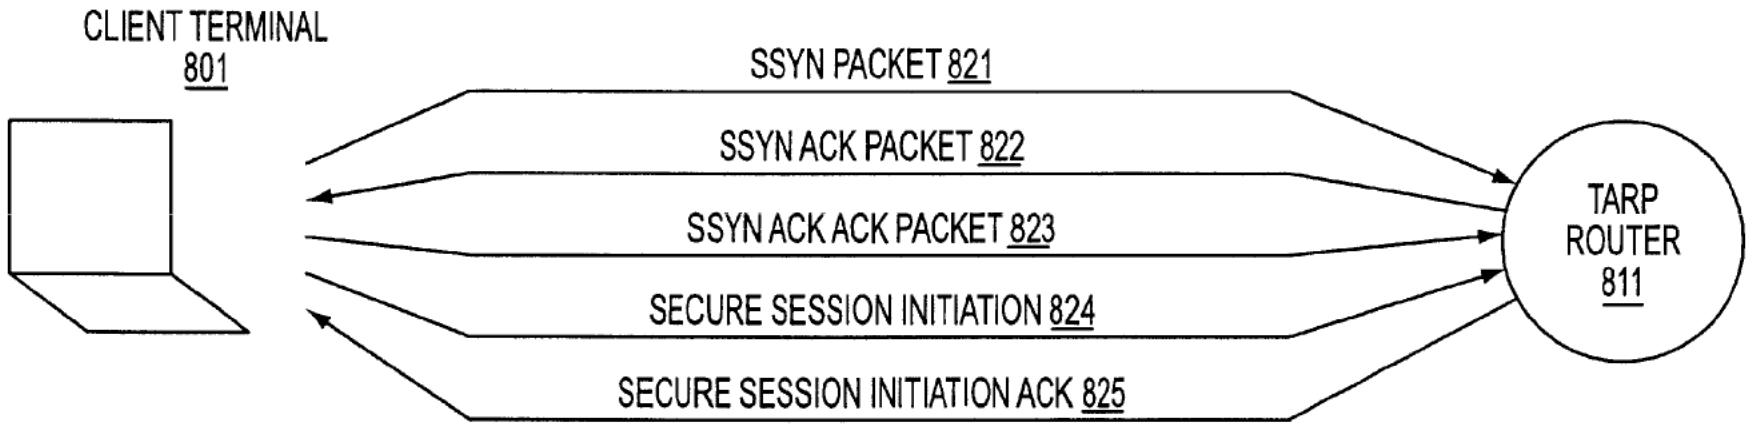 CLIENT TERMINAL
801
SSYN PACKET 821
SSYN ACK PACKET 822
SSYN ACK ACK PACKET 823
SECURE SESSION INITIATION 824
SECURE SESSION INITIATION ACK 825
TARP
ROUTER
811